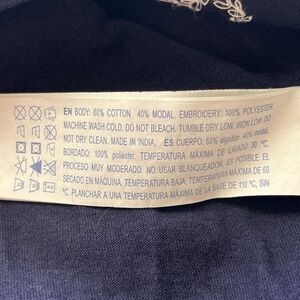 EN BODY: 60% COTTON. 40% MODAL. EMBROIDERY: 100% POLYESTER.
MACHINE WASH COLD. DO NOT BLEACH. TUMBLE DRY LOW. IRON LOW DO
NOT DRY CLEAN. MADE IN INDIA. ES CUERPO: 60% algodón. 40% modal.
BORDADO: 100% poliéster. TEMPERATURA MÁXIMA DE LAVADO 30 °C.
PROCESO MUY MODERADO. NO USAR BLANQUEADOR. ES POSIBLE EL
SECADO EN MÁQUINA, TEMPERATURA BAJA, TEMPERATURA MÁXIMA DE 60
°C. PLANCHAR A UNA TEMPERATURA MÁXIMA DE LA BASE DE 110 °C, SIN